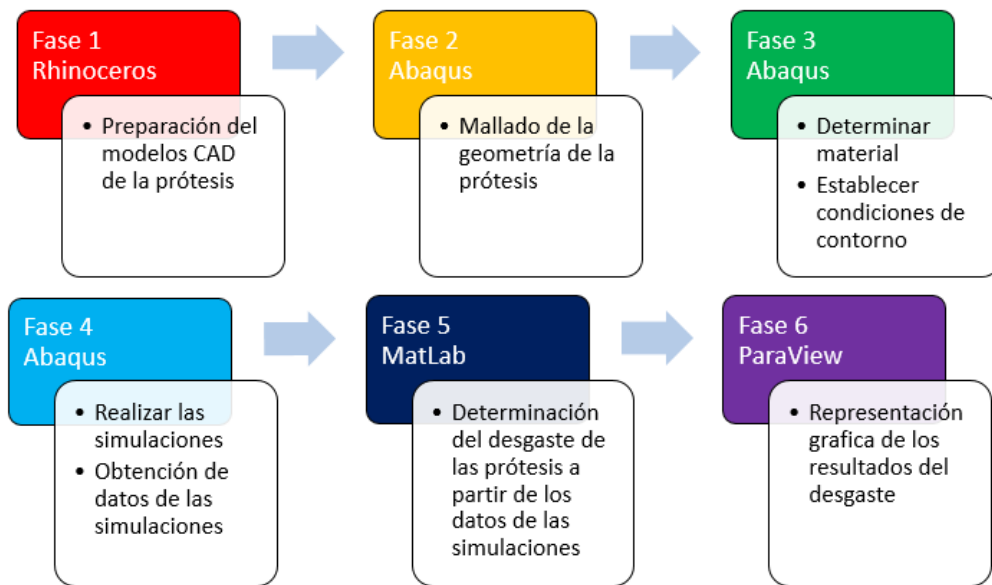 Fase 1
Rhinoceros
• Preparación del
modelos CAD
de la prótesis
Fase 2
Abaqus
• Mallado de la
geometría de la
prótesis
Fase 3
Abaqus
• Determinar
material
• Establecer
condiciones de
contorno
Fase 4
Abaqus
• Realizar las
simulaciones
• Obtención de
datos de las
simulaciones
Fase 5
MatLab
• Determinación
del desgaste de
las prótesis a
partir de los
datos de las
simulaciones
Fase 6
ParaView
• Representación
grafica de los
resultados del
desgaste